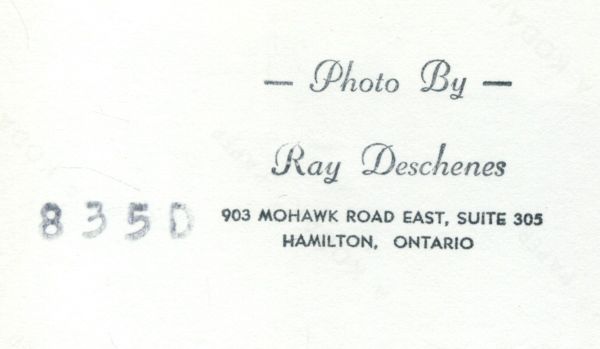 — Photo By —
Ray Deschenes
8350 903 MOHAWK ROAD EAST, SUITE 305
HAMILTON, ONTARIO